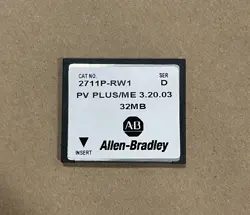 CAT NO. SER
2711P-RW1 D
PV PLUS/ME 3.20.03
32MB
AB
INSERT Allen-Bradley